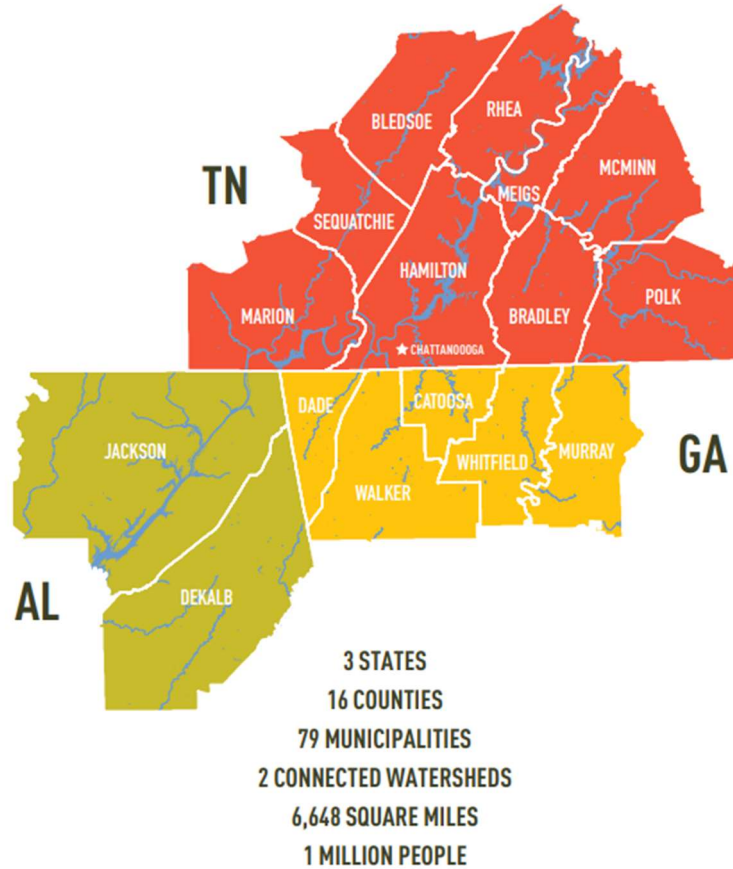 RHEA
BLEDSOE
MCMINN
TN
MEIGS
SEQUATCHIE
HAMILTON
POLK
MARION
BRADLEY
CHATTANOOOGA
DADE
CATOOSA
JACKSON
MURRAY
GA
WHITFIELD
WALKER
AL
DEKALB
3 STATES
16 COUNTIES
79 MUNICIPALITIES
2 CONNECTED WATERSHEDS
6,648 SQUARE MILES
1 MILLION PEOPLE